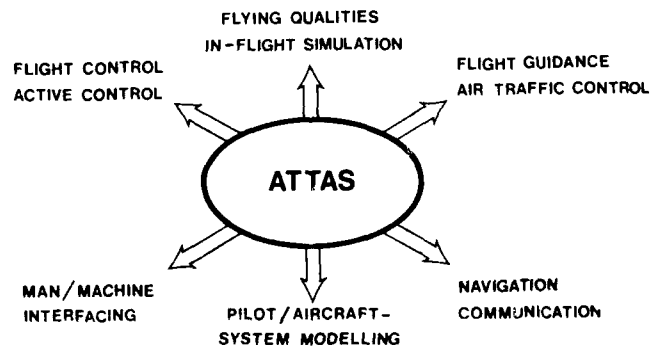 FLYING QUALITIES
IN-FLIGHT SIMULATION
FLIGHT CONTROL
ACTIVE CONTROL
FLIGHT GUIDANCE
AIR TRAFFIC CONTROL
ATTAS
MAN/MACHINE
INTERFACING
PILOT/AIRCRAFT-
SYSTEM MODELLING
NAVIGATION
COMMUNICATION